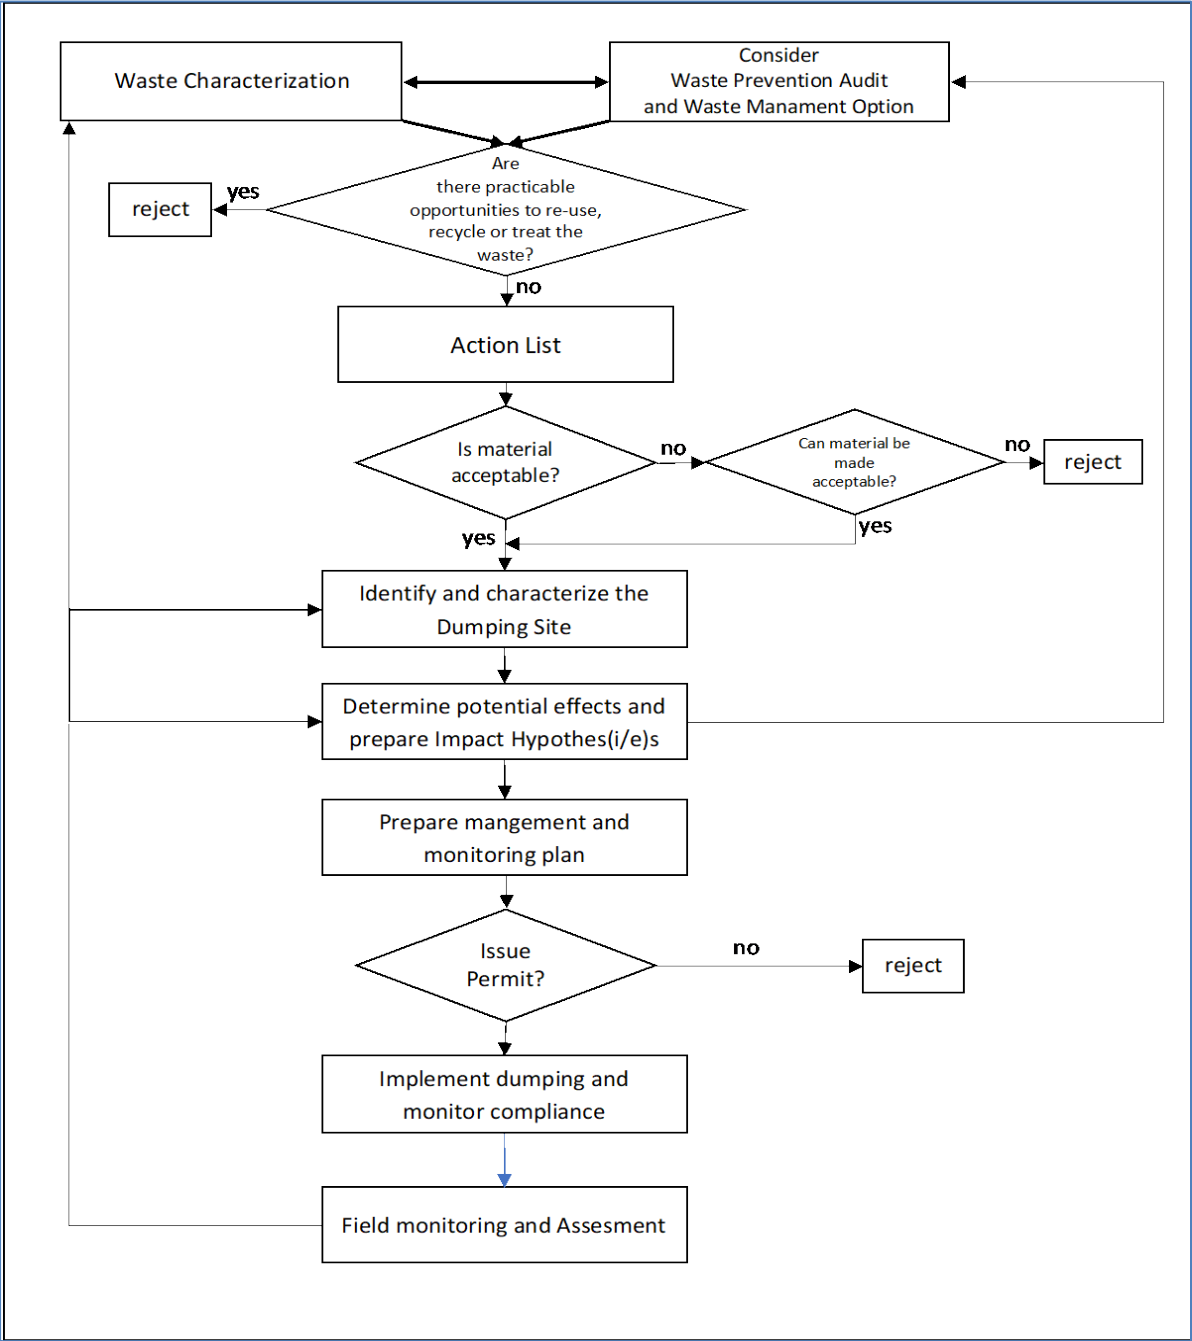 Waste Characterization
Consider
Waste Prevention Audit
and Waste Manament Option
Are
there practicable
opportunities to re-use,
recycle or treat the
waste?
yes
reject
no
Action List
Is material
acceptable?
no
Can material be
made
acceptable?
no
reject
yes
yes
Identify and characterize the
Dumping Site
Determine potential effects and
prepare Impact Hypothes(i/e)s
Prepare mangement and
monitoring plan
Issue
Permit?
no
reject
Implement dumping and
monitor compliance
Field monitoring and Assesment